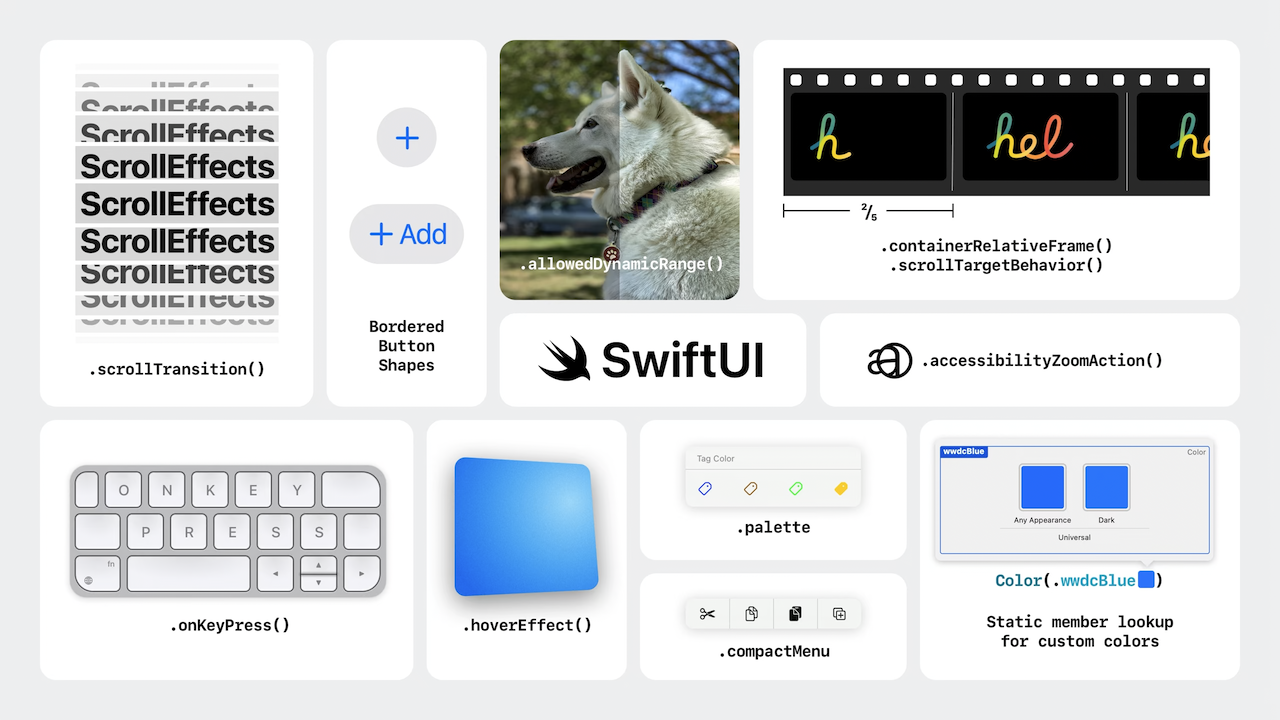 ScrollEffects
ScrollEffects
ScrollEffects
ScrollEffects
ScrollEffects
ScrollEffects
ScrollEffects
ScrollEffects
ScrollEffects
.scrollTransition()
+
+ Add
Bordered
Button
Shapes
.allowedDynamicRange()
h
hel
he
2/5
.containerRelativeFrame()
.scrollTargetBehavior()
SwiftUI
.accessibilityZoomAction()
O N K E Y
P R E S S
fn
.onKeyPress()
.hoverEffect()
Tag Color
.palette
.compactMenu
wwdcBlue
Color
Any Appearance
Dark
Universal
Color(.wwdcBlue)
Static member lookup
for custom colors